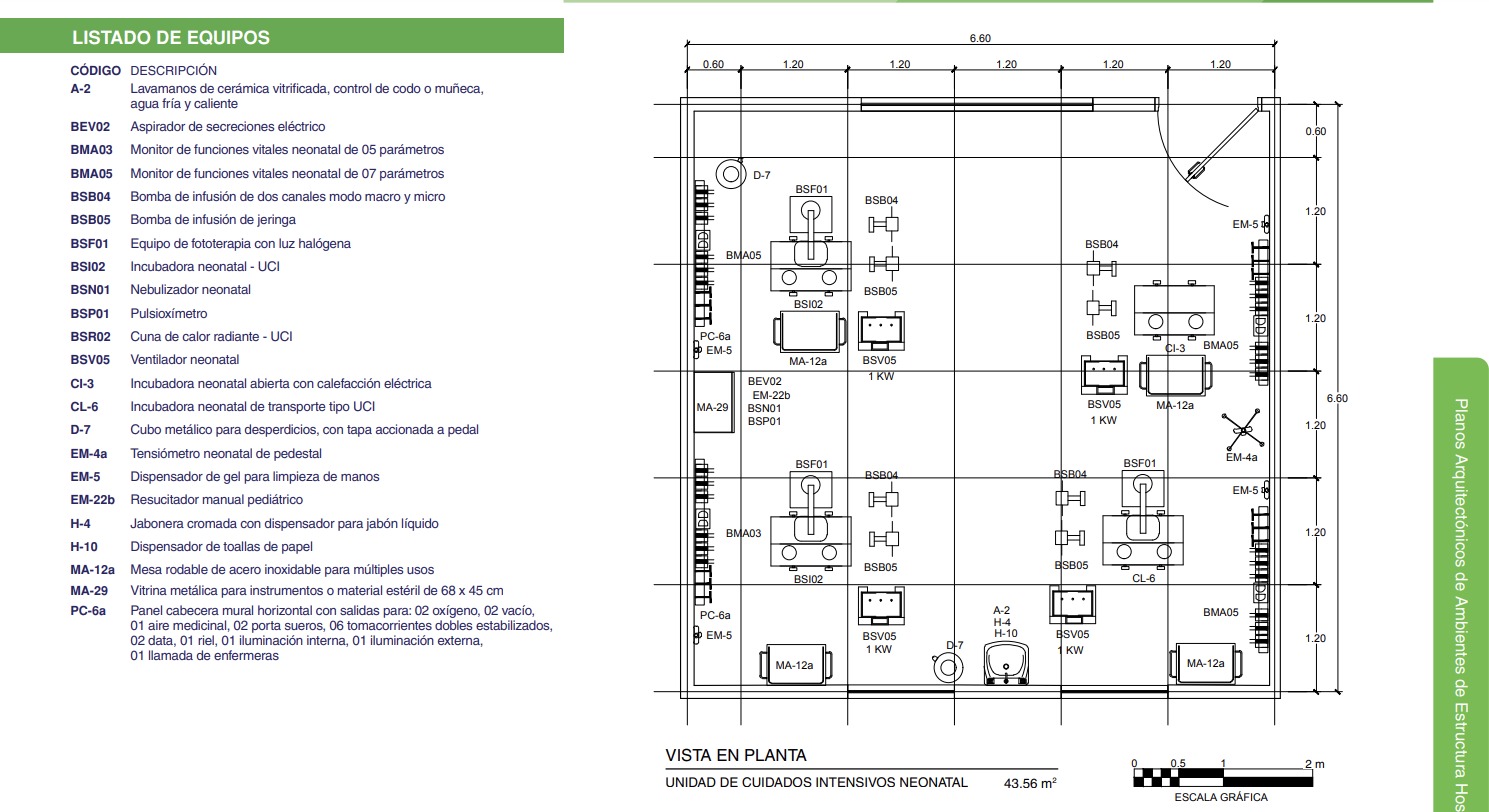 LISTADO DE EQUIPOS
CÓDIGO DESCRIPCIÓN
A-2 Lavamanos de cerámica vitrificada, control de codo o muñeca,
agua fría y caliente
BEV02 Aspirador de secreciones eléctrico
BMA03 Monitor de funciones vitales neonatal de 05 parámetros
BMA05 Monitor de funciones vitales neonatal de 07 parámetros
BSB04 Bomba de infusión de dos canales modo macro y micro
BSB05 Bomba de infusión de jeringa
BSF01 Equipo de fototerapia con luz halógena
BSI02 Incubadora neonatal - UCI
BSN01 Nebulizador neonatal
BSP01 Pulsioxímetro
BSR02 Cuna de calor radiante - UCI
BSV05 Ventilador neonatal
CI-3 Incubadora neonatal abierta con calefacción eléctrica
CL-6 Incubadora neonatal de transporte tipo UCI
D-7 Cubo metálico para desperdicios, con tapa accionada a pedal
EM-4a Tensiómetro neonatal de pedestal
EM-5 Dispensador de gel para limpieza de manos
EM-22b Resucitador manual pediátrico
H-4 Jabonera cromada con dispensador para jabón líquido
H-10 Dispensador de toallas de papel
MA-12a Mesa rodable de acero inoxidable para múltiples usos
MA-29 Vitrina metálica para instrumentos o material estéril de 68 x 45 cm
PC-6a Panel cabecera mural horizontal con salidas para: 02 oxígeno, 02 vacío,
01 aire medicinal, 02 porta sueros, 06 tomacorrientes dobles estabilizados,
02 data, 01 riel, 01 iluminación interna, 01 iluminación externa,
01 llamada de enfermeras
6.60
0.60 1.20 1.20 1.20 1.20 1.20
0.60
D-7
BSF01
BSB04
1.20
EM-5
BSB04
BMA05
BSB05
BSI02
1.20
PC-6a
BSB05
EM-5
CI-3 BMA05
MA-12a
BSV05
1 KW
BEV02
EM-22b
BSN01
BSP01
MA-29
6.60
BSV05
MA-12a
1 KW
1.20
EM-4a
BSF01
BSB04
BSB04
BSF01
EM-5
BMA03
1.20
BSB05
BSB05
BSI02
CL-6
PC-6a
A-2
H-4
H-10
BMA05
EM-5
BSV05
1 KW
BSV05
1 KW
1.20
D-7
MA-12a
MA-12a
VISTA EN PLANTA
UNIDAD DE CUIDADOS INTENSIVOS NEONATAL 43.56 m²
0 0.5 1 2 m
ESCALA GRÁFICA
Planos Arquitectónicos de Ambientes de Estructura Hos